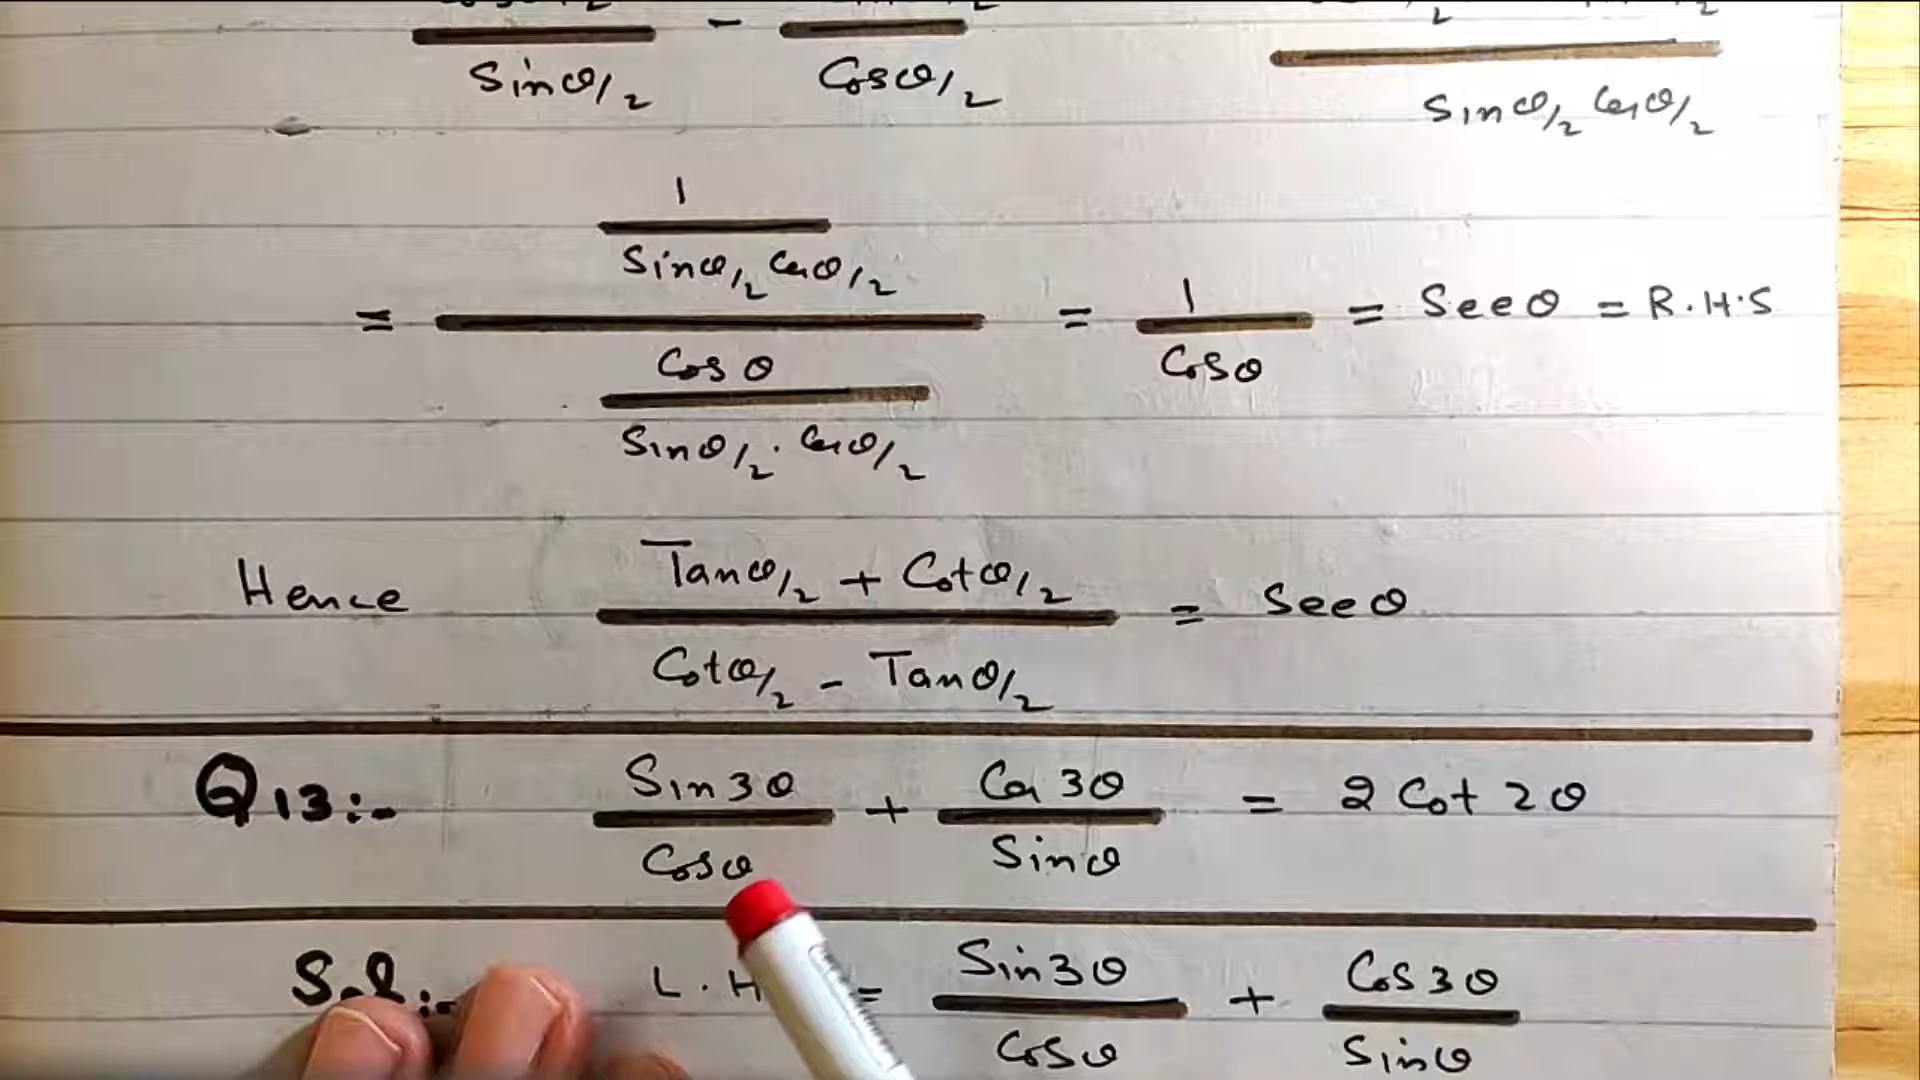 Sinθ/2 - Cosθ/2
Sinθ/2 Cosθ/2
= (1 / (Sinθ/2 Cosθ/2)) / (Cosθ / (Sinθ/2 . Cosθ/2)) = 1 / Cosθ = Secθ = R.H.S
Hence (Tanθ/2 + Cotθ/2) / (Cotθ/2 - Tanθ/2) = Secθ
Q13:- Sin3θ / Cosθ + Cos3θ / Sinθ = 2 Cot 2θ
L.H = Sin3θ / Cosθ + Cos3θ / Sinθ